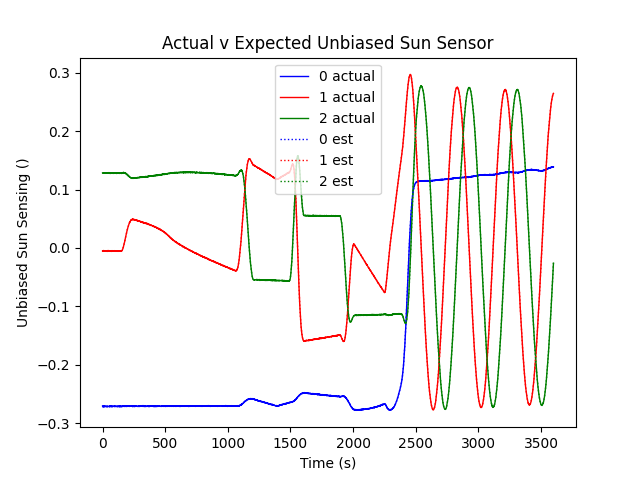 Actual v Expected Unbiased Sun Sensor
0 actual
1 actual
2 actual
0 est
1 est
2 est
Unbiased Sun Sensing ()
0.3
0.2
0.1
0.0
−0.1
−0.2
−0.3
0 500 1000 1500 2000 2500 3000 3500
Time (s)